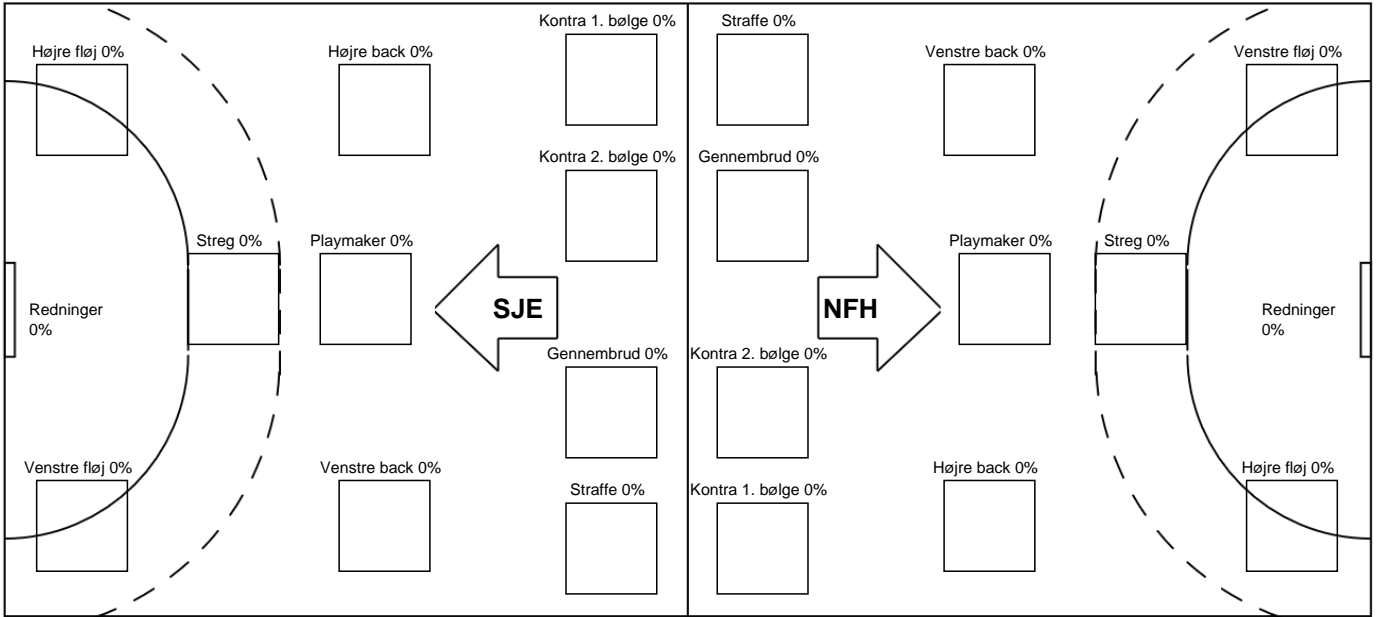 Kontra 1. bølge 0%
Straffe 0%
Højre fløj 0%
Højre back 0%
Venstre back 0%
Venstre fløj 0%
Kontra 2. bølge 0%
Gennembrud 0%
Streg 0%
Playmaker 0%
Playmaker 0%
Streg 0%
Redninger
0%
SJE
NFH
Redninger
0%
Gennembrud 0%
Kontra 2. bølge 0%
Venstre fløj 0%
Venstre back 0%
Straffe 0%
Kontra 1. bølge 0%
Højre back 0%
Højre fløj 0%